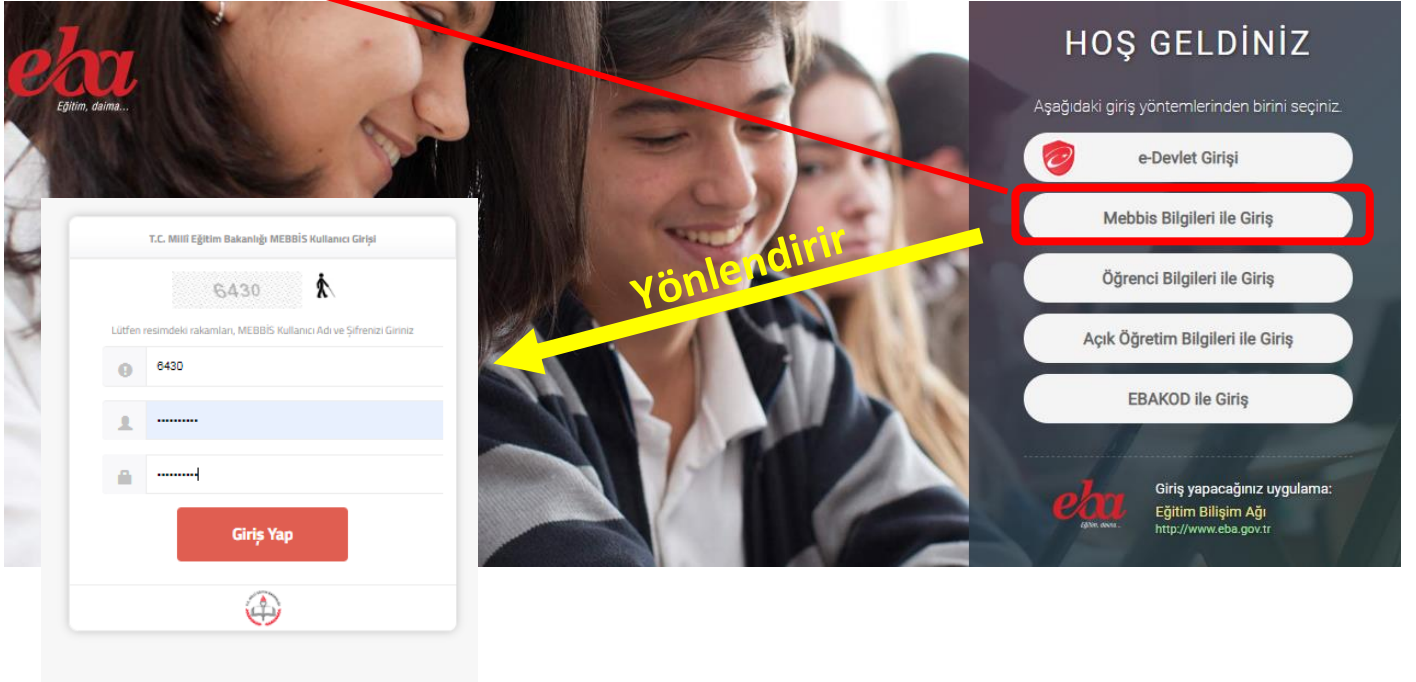 eba
Eğitim, daima...
HOŞ GELDİNİZ
Aşağıdaki giriş yöntemlerinden birini seçiniz.
e-Devlet Girişi
Mebbis Bilgileri ile Giriş
Öğrenci Bilgileri ile Giriş
Açık Öğretim Bilgileri ile Giriş
EBAKOD ile Giriş
eba
Eğitim, daima...
Giriş yapacağınız uygulama:
Eğitim Bilişim Ağı
http://www.eba.gov.tr
Yönlendirir
T.C. Millî Eğitim Bakanlığı MEBBİS Kullanıcı Girişi
6430
Lütfen resimdeki rakamları, MEBBİS Kullanıcı Adı ve Şifrenizi Giriniz
6430
Giriş Yap